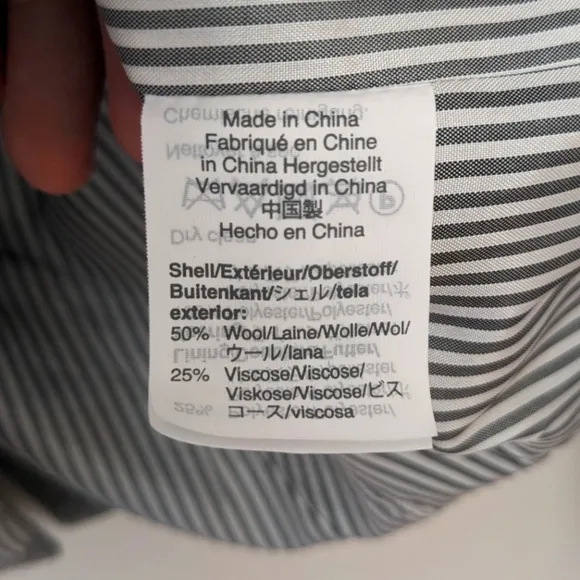 Made in China
Fabriqué en Chine
in China Hergestellt
Vervaardigd in China
中国製
Hecho en China
Dry clean
Shell/Extérieur/Oberstoff/
Buitenkant/シェル/tela
exterior:
50% Wool/Laine/Wolle/Wol/
ウール/lana
25% Viscose/Viscose/
Viskose/Viscose/ビス
コース/viscosa